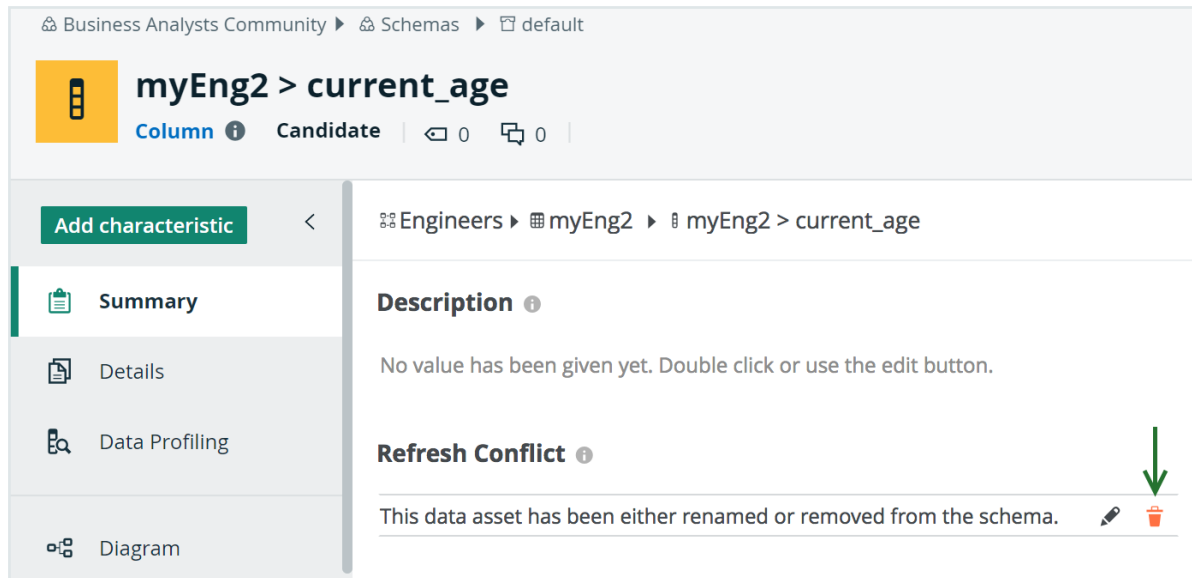 Business Analysts Community Schemas default
myEng2 > current_age
Column Candidate 0 0
Add characteristic
Engineers myEng2 myEng2 > current_age
Summary
Description
Details
No value has been given yet. Double click or use the edit button.
Data Profiling
Refresh Conflict
This data asset has been either renamed or removed from the schema.
Diagram